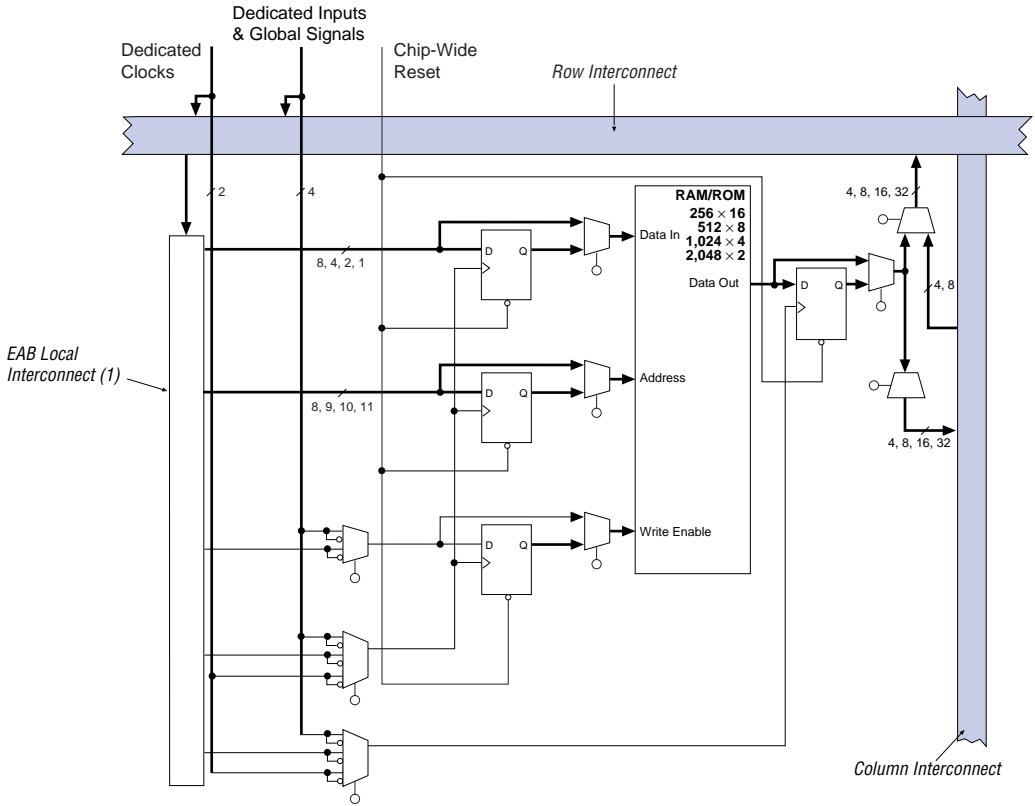 Dedicated Inputs
& Global Signals
Dedicated
Clocks
Chip-Wide
Reset
Row Interconnect
2
4
4, 8, 16, 32
RAM/ROM
256 × 16
512 × 8
1,024 × 4
2,048 × 2
Data In
D Q
8, 4, 2, 1
Data Out
D Q
4, 8
EAB Local
Interconnect (1)
Address
D Q
8, 9, 10, 11
4, 8, 16, 32
Write Enable
D Q
Column Interconnect